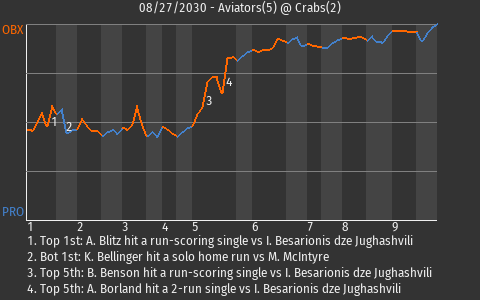 08/27/2030 - Aviators(5) @ Crabs(2)
OBX
1
2
3
4
PRO
1 2 3 4 5 6 7 8 9
1. Top 1st: A. Blitz hit a run-scoring single vs I. Besarionis dze Jughashvili
2. Bot 1st: K. Bellinger hit a solo home run vs M. McIntyre
3. Top 5th: B. Benson hit a run-scoring single vs I. Besarionis dze Jughashvili
4. Top 5th: A. Borland hit a 2-run single vs I. Besarionis dze Jughashvili